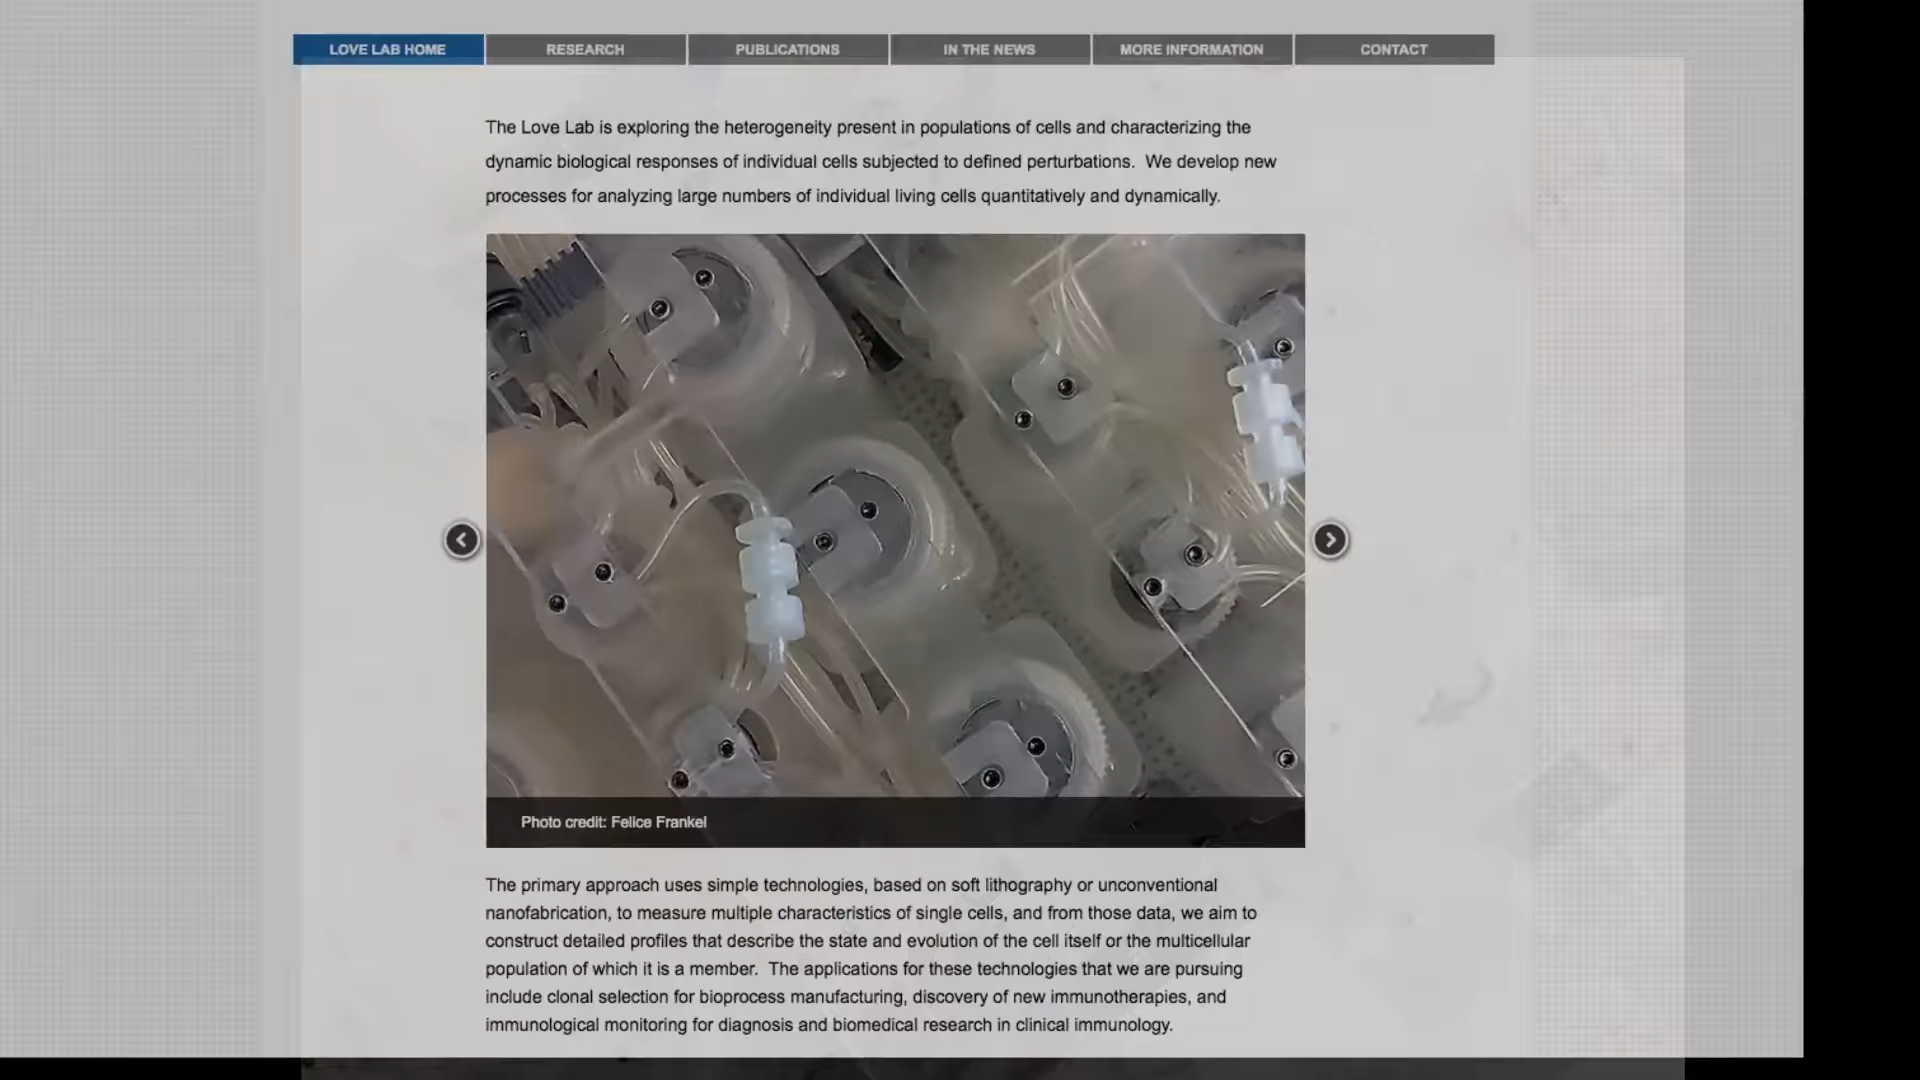 LOVE LAB HOME RESEARCH PUBLICATIONS IN THE NEWS MORE INFORMATION CONTACT
The Love Lab is exploring the heterogeneity present in populations of cells and characterizing the
dynamic biological responses of individual cells subjected to defined perturbations. We develop new
processes for analyzing large numbers of individual living cells quantitatively and dynamically.
Photo credit: Felice Frankel
The primary approach uses simple technologies, based on soft lithography or unconventional
nanofabrication, to measure multiple characteristics of single cells, and from those data, we aim to
construct detailed profiles that describe the state and evolution of the cell itself or the multicellular
population of which it is a member. The applications for these technologies that we are pursuing
include clonal selection for bioprocess manufacturing, discovery of new immunotherapies, and
immunological monitoring for diagnosis and biomedical research in clinical immunology.